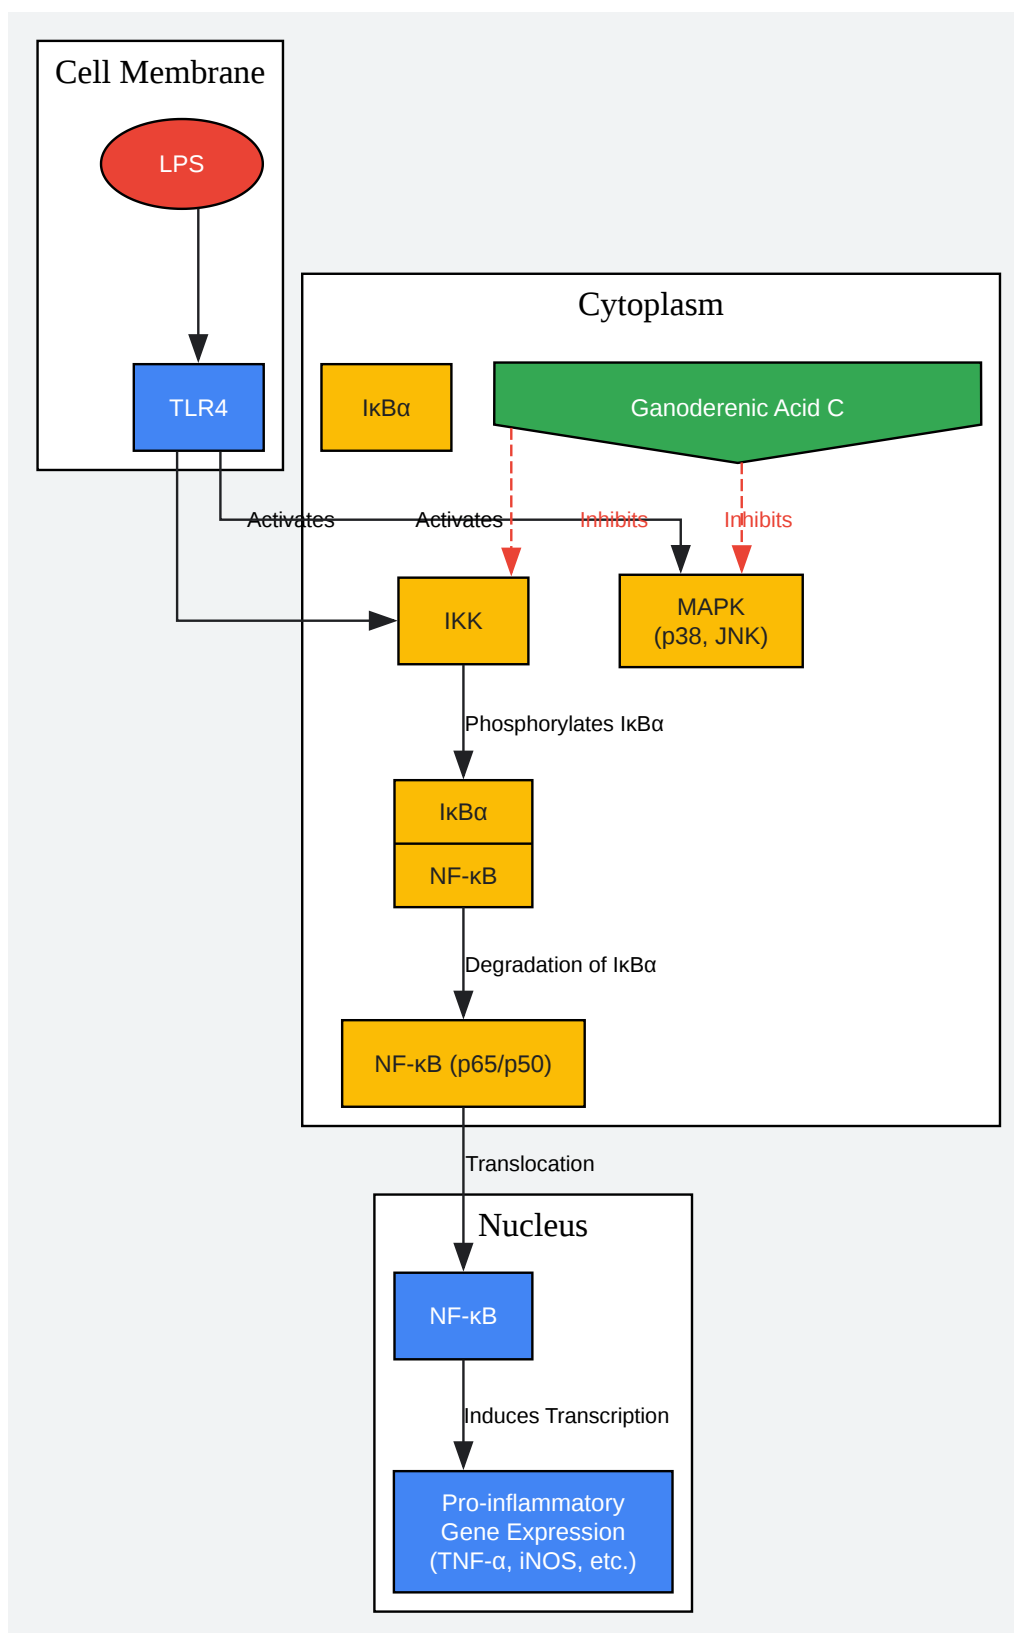 Cell Membrane
LPS
TLR4
Cytoplasm
IκBα
Ganoderenic Acid C
Activates
Activates
Inhibits
Inhibits
IKK
MAPK
(p38, JNK)
Phosphorylates IκBα
IκBα
NF-κB
Degradation of IκBα
NF-κB (p65/p50)
Translocation
Nucleus
NF-κB
Induces Transcription
Pro-inflammatory
Gene Expression
(TNF-α, iNOS, etc.)